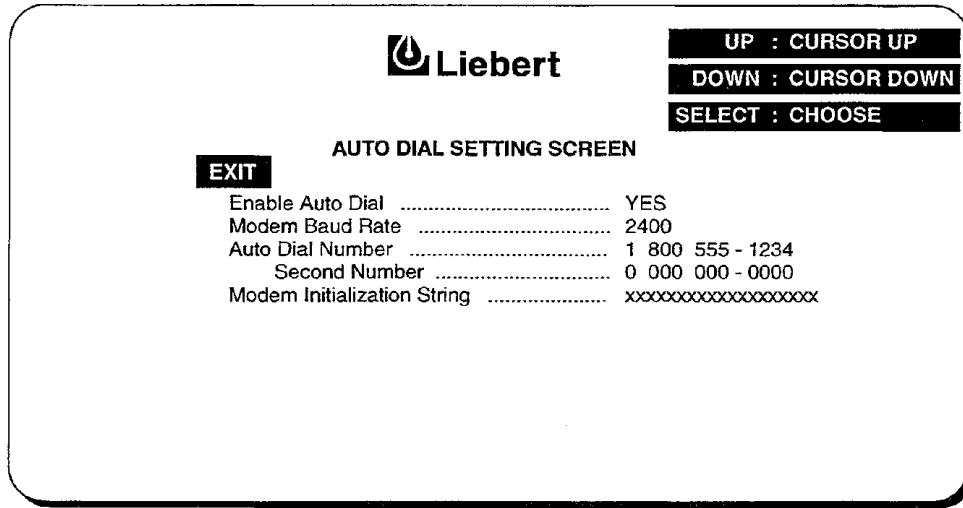 Liebert
UP : CURSOR UP
DOWN : CURSOR DOWN
SELECT : CHOOSE
AUTO DIAL SETTING SCREEN
EXIT
Enable Auto Dial .................................... YES
Modem Baud Rate ................................. 2400
Auto Dial Number .................................. 1 800 555 - 1234
Second Number .............................. 0 000 000 - 0000
Modem Initialization String .................... xxxxxxxxxxxxxxxxxxx